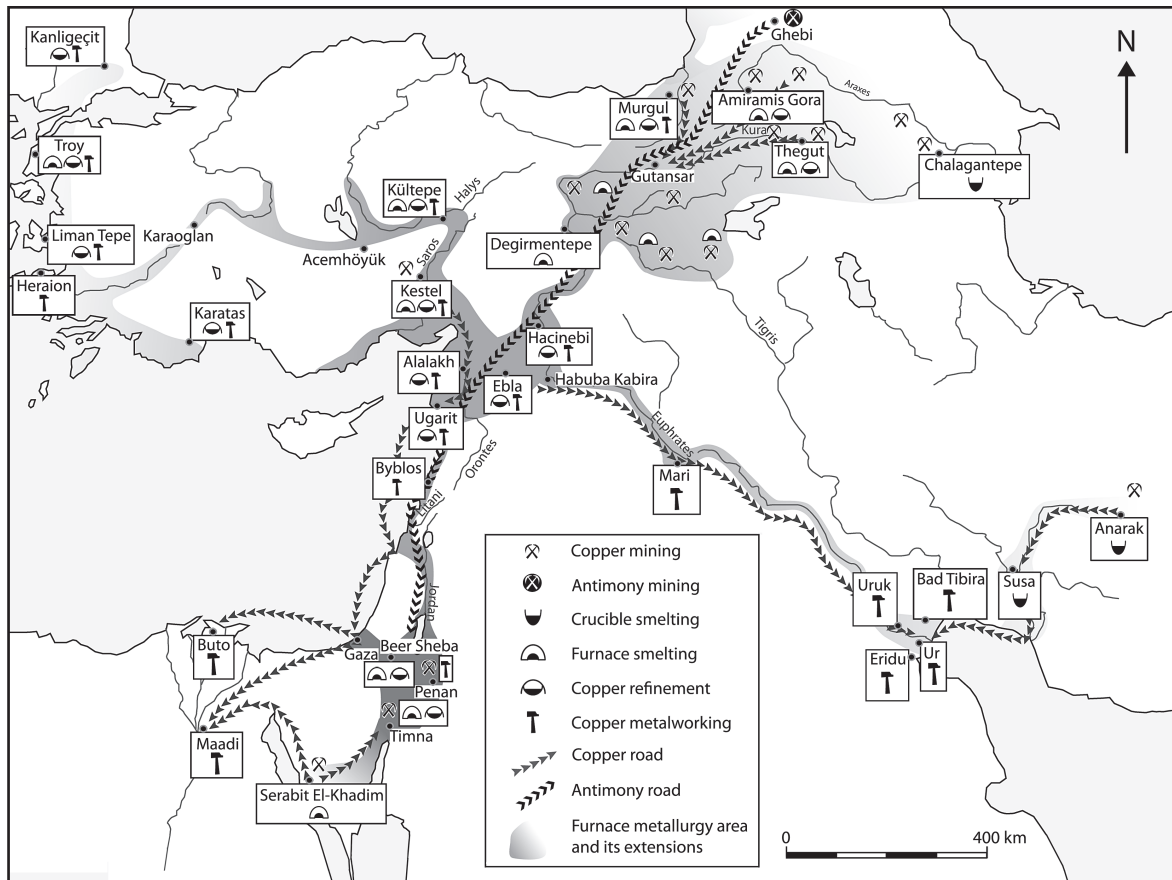 Kanligeçit
Ghebi
N
Troy
Murgul
Amiramis Gora
Araxes
Kura
Thegut
Chalagantepe
Gutansar
Kültepe
Halys
Liman Tepe
Karaoglan
Acemhöyük
Degirmentepe
Saros
Heraion
Kestel
Karatas
Tigris
Hacinebi
Alalakh
Ebla
Habuba Kabira
Ugarit
Euphrates
Orontes
Byblos
Mari
Litani
Anarak
Copper mining
Antimony mining
Crucible smelting
Furnace smelting
Copper refinement
Copper metalworking
Copper road
Antimony road
Furnace metallurgy area
and its extensions
Uruk
Bad Tibira
Susa
Jordan
Buto
Gaza
Beer Sheba
Eridu
Ur
Penan
Timna
Maadi
Serabit El-Khadim
0
400 km